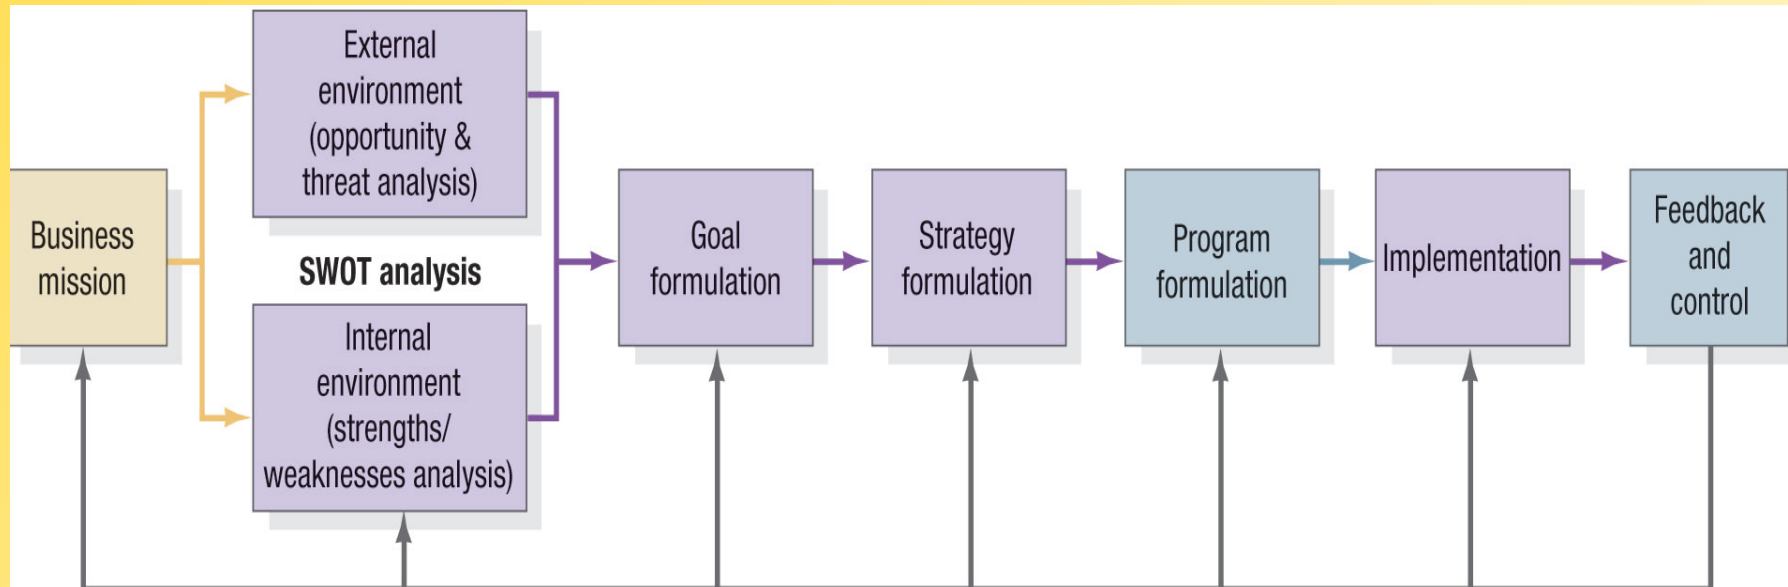 Business
mission
External
environment
(opportunity &
threat analysis)
SWOT analysis
Internal
environment
(strengths/
weaknesses analysis)
Goal
formulation
Strategy
formulation
Program
formulation
Implementation
Feedback
and
control